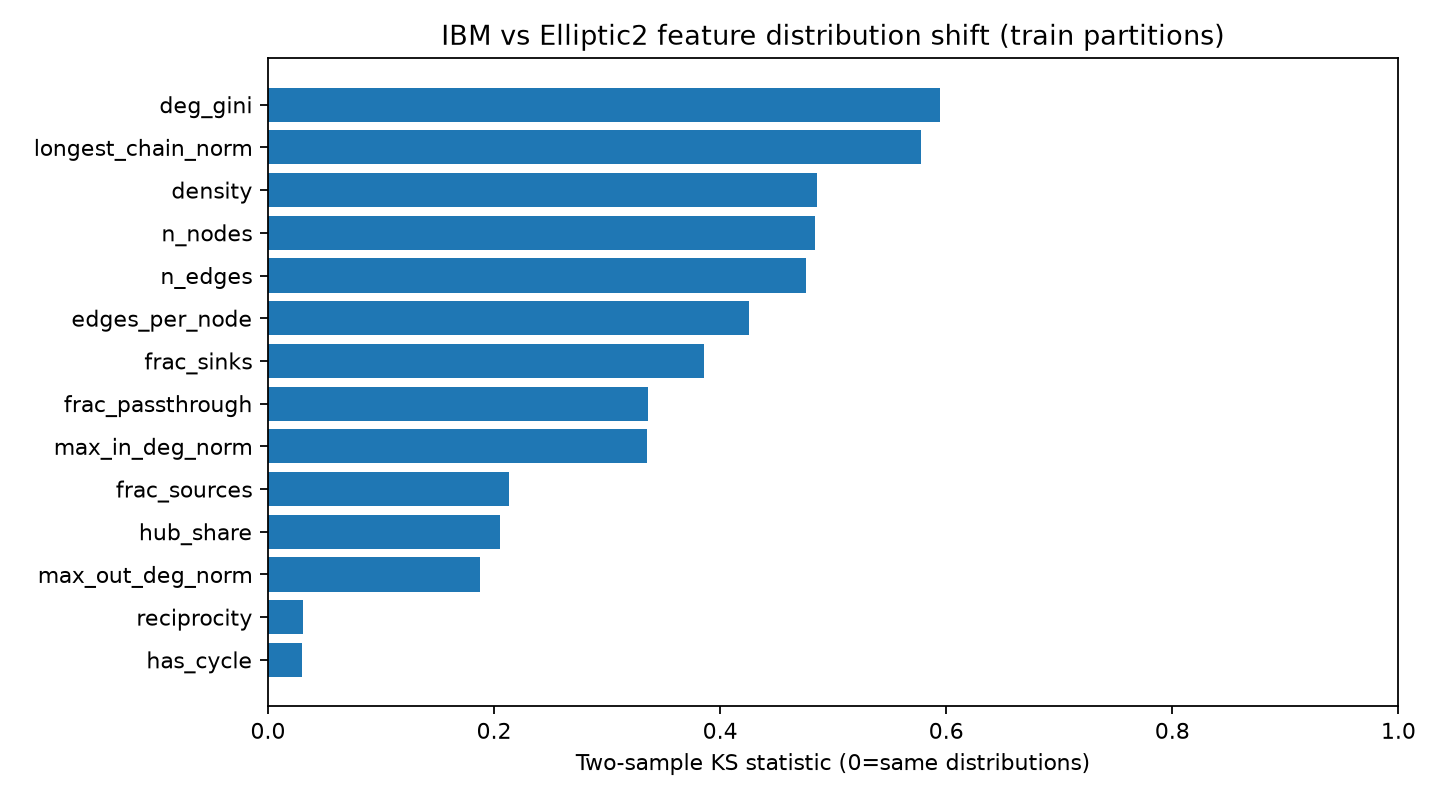 IBM vs Elliptic2 feature distribution shift (train partitions)
deg_gini
longest_chain_norm
density
n_nodes
n_edges
edges_per_node
frac_sinks
frac_passthrough
max_in_deg_norm
frac_sources
hub_share
max_out_deg_norm
reciprocity
has_cycle
0.0 0.2 0.4 0.6 0.8 1.0
Two-sample KS statistic (0=same distributions)